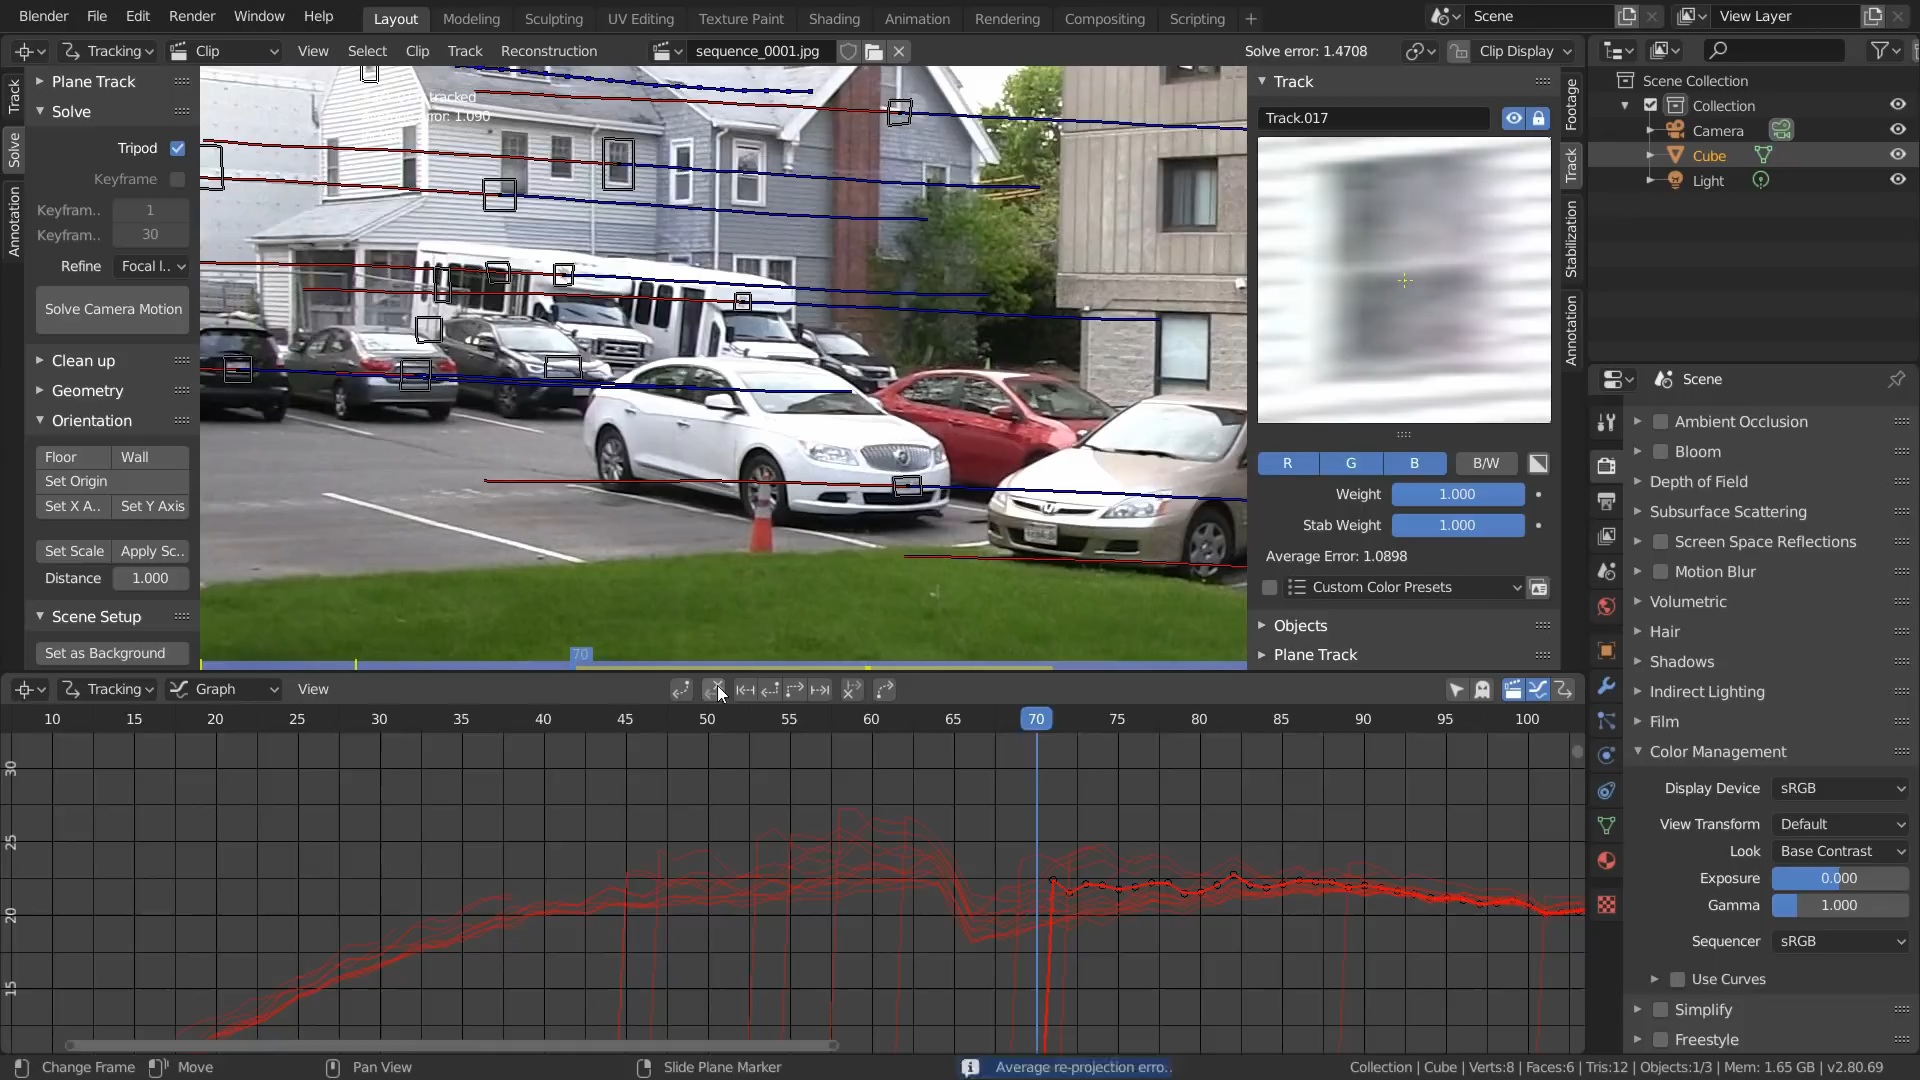 Blender File Edit Render Window Help Layout Modeling Sculpting UV Editing Texture Paint Shading Animation Rendering Compositing Scripting + Scene View Layer
Tracking Clip View Select Clip Track Reconstruction sequence_0001.jpg Solve error: 1.4708 Clip Display
Track
Solve
Annotation
Plane Track
Solve
Tripod
Keyframe
Keyfram.. 1
Keyfram.. 30
Refine Focal l..
Solve Camera Motion
Clean up
Geometry
Orientation
Floor Wall
Set Origin
Set X A.. Set Y Axis
Set Scale Apply Sc..
Distance 1.000
Scene Setup
Set as Background
tracked
error: 1.090
70
Track
Track.017
R G B B/W
Weight 1.000
Stab Weight 1.000
Average Error: 1.0898
Custom Color Presets
Objects
Plane Track
Footage
Track
Stabilization
Annotation
Scene Collection
Collection
Camera
Cube
Light
Scene
Ambient Occlusion
Bloom
Depth of Field
Subsurface Scattering
Screen Space Reflections
Motion Blur
Volumetric
Hair
Shadows
Indirect Lighting
Film
Color Management
Display Device sRGB
View Transform Default
Look Base Contrast
Exposure 0.000
Gamma 1.000
Sequencer sRGB
Use Curves
Simplify
Freestyle
Tracking Graph View
10 15 20 25 30 35 40 45 50 55 60 65 70 75 80 85 90 95 100
30
25
20
15
Change Frame Move Pan View Slide Plane Marker Average re-projection erro.. Collection | Cube | Verts:8 | Faces:6 | Tris:12 | Objects:1/3 | Mem: 1.65 GB | v2.80.69